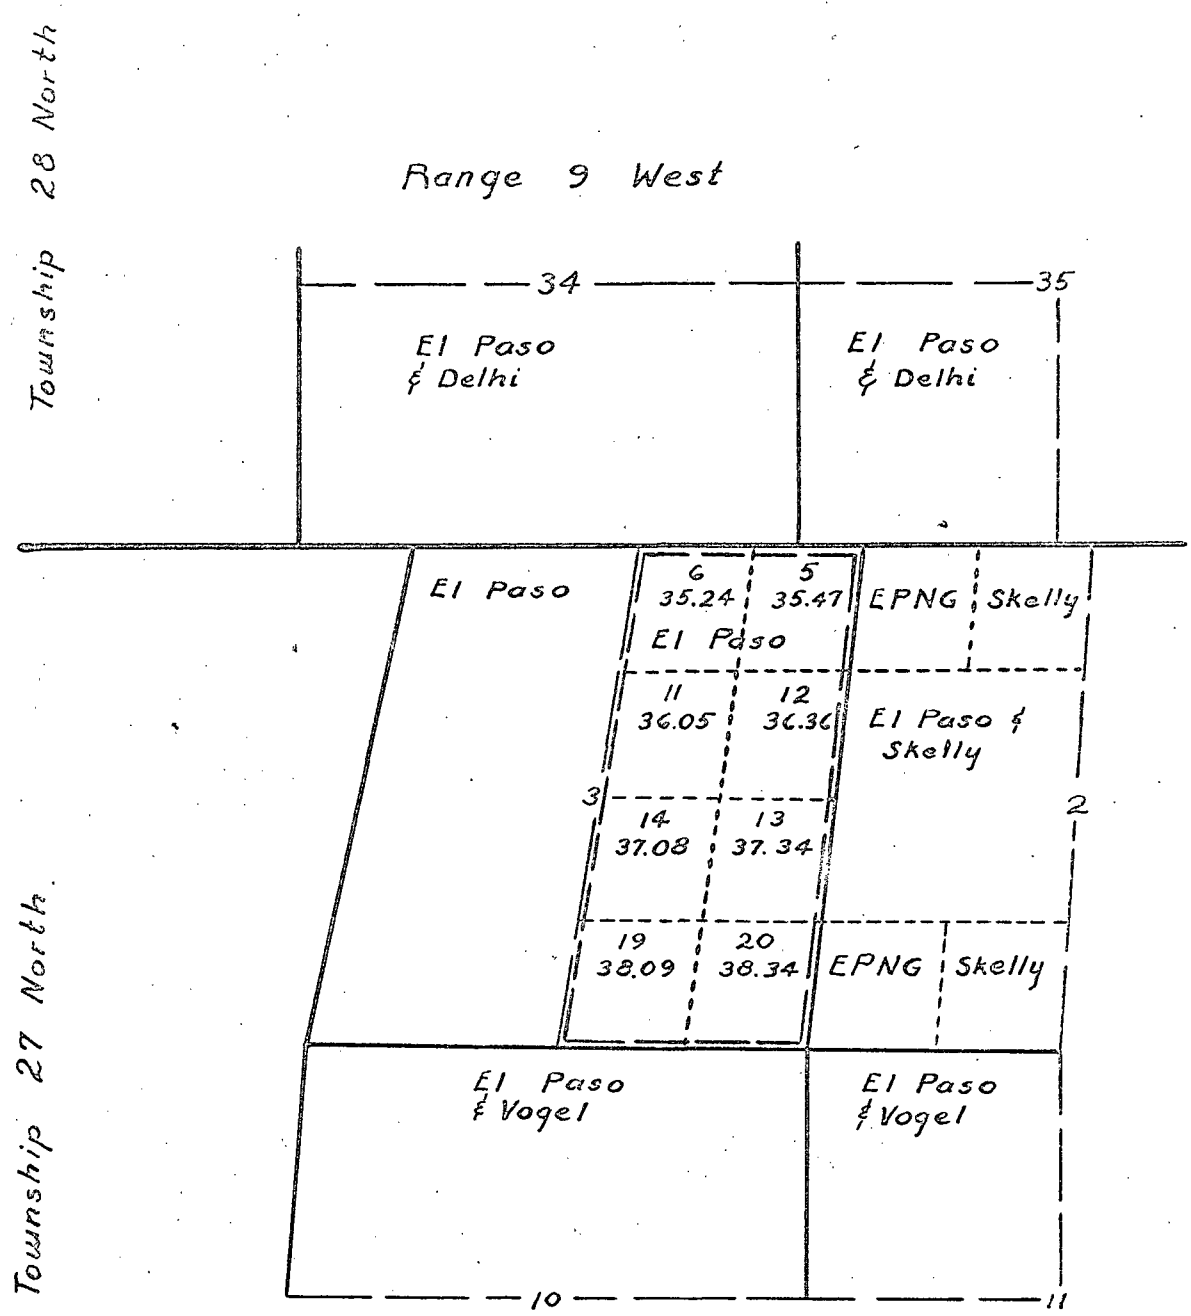 Township 28 North
Range 9 West
34
35
El Paso
& Delhi
El Paso
& Delhi
El Paso
6
35.24
5
35.47
El Paso
EPNG
Skelly
11
36.05
12
36.36
El Paso &
Skelly
3
2
14
37.08
13
37.34
19
38.09
20
38.34
EPNG
Skelly
Township 27 North.
El Paso
& Vogel
El Paso
& Vogel
10
11